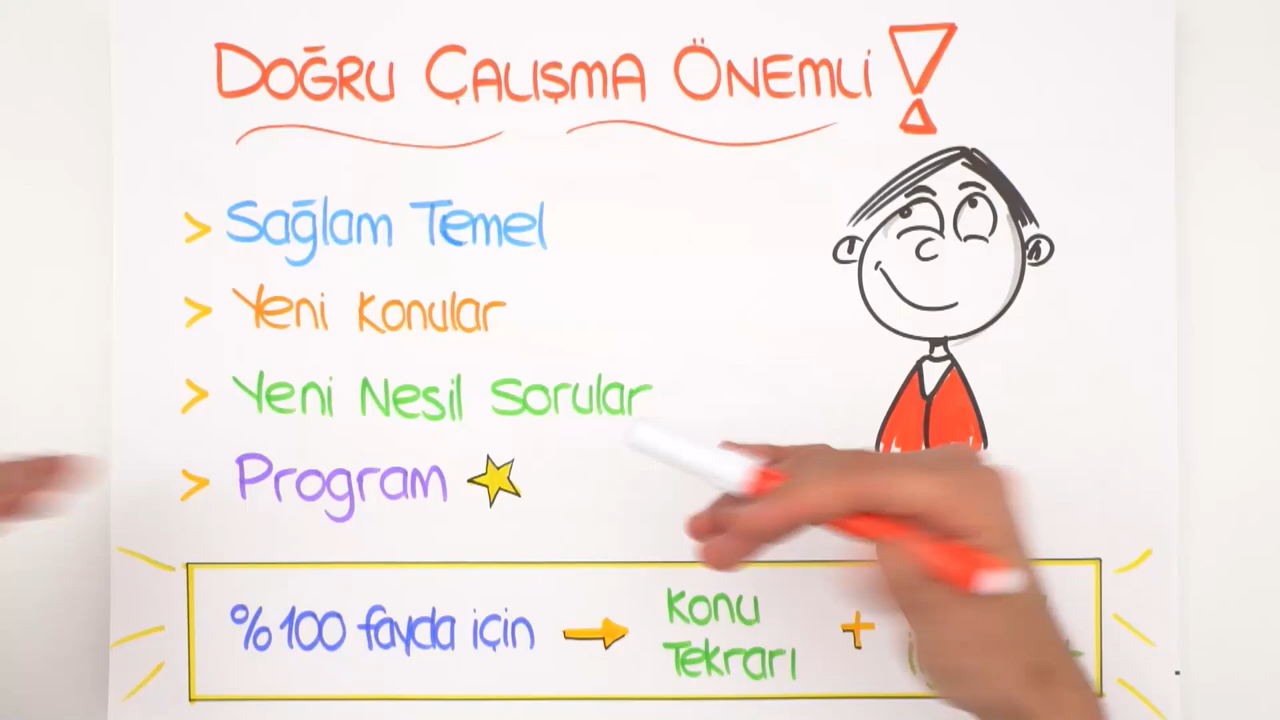 DOĞRU ÇALIŞMA ÖNEMLİ!
> Sağlam Temel
> Yeni Konular
> Yeni Nesil Sorular
> Program
%100 fayda için → Konu Tekrarı +